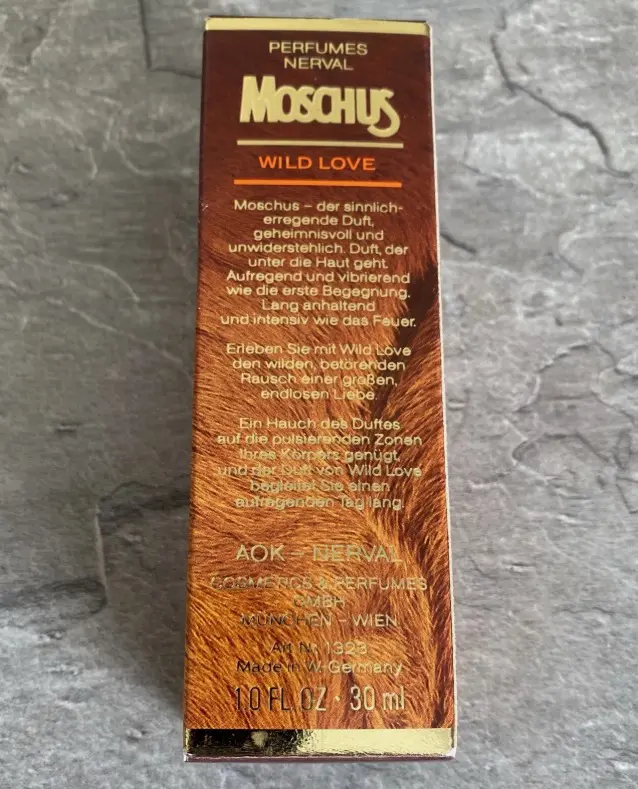 PERFUMES
NERVAL
MOSCHUS
WILD LOVE
Moschus – der sinnlich-
erregende Duft,
geheimnisvoll und
unwiderstehlich. Duft, der
unter die Haut geht.
Aufregend und vibrierend
wie die erste Begegnung.
Lang anhaltend
und intensiv wie das Feuer.
Erleben Sie mit Wild Love
den wilden, betörenden
Rausch einer großen,
endlosen Liebe.
Ein Hauch des Duftes
auf die pulsierenden Zonen
Ihres Körpers genügt,
und der Duft von Wild Love
begleitet Sie einen
aufregenden Tag lang.
AOK – NERVAL
COSMETICS & PERFUMES
GMBH
MÜNCHEN – WIEN
Art. Nr. 1323
Made in W.-Germany
1.0 FL. OZ • 30 ml